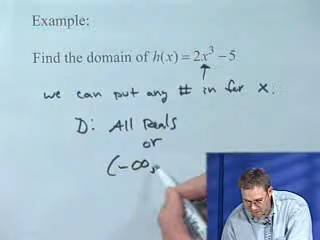 Example:
Find the domain of h(x) = 2x³ − 5
we can put any # in for x.
D: All Reals
or
(-∞,